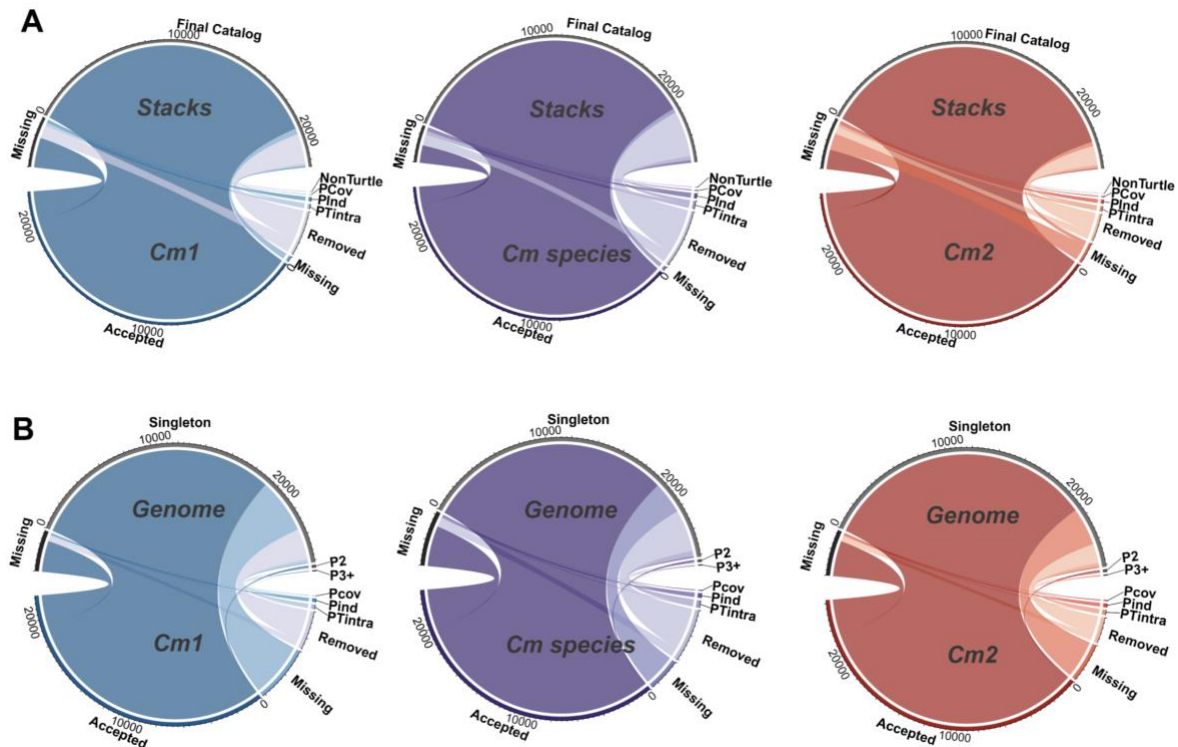 A
Final Catalog
10000
20000
0
Missing
Stacks
NonTurtle
PCov
PInd
PTintra
Removed
Missing
0
Cm1
20000
10000
Accepted
Final Catalog
10000
20000
0
Missing
Stacks
NonTurtle
PCov
PInd
PTintra
Removed
Missing
0
Cm species
20000
10000
Accepted
Final Catalog
10000
20000
0
Missing
Stacks
NonTurtle
PCov
PInd
PTintra
Removed
Missing
0
Cm2
20000
10000
Accepted
B
Singleton
10000
20000
0
Missing
Genome
P2
P3+
Pcov
Pind
PTintra
Removed
Missing
0
Cm1
20000
10000
Accepted
Singleton
10000
20000
0
Missing
Genome
P2
P3+
Pcov
Pind
PTintra
Removed
Missing
0
Cm species
20000
10000
Accepted
Singleton
10000
20000
0
Missing
Genome
P2
P3+
Pcov
Pind
PTintra
Removed
Missing
0
Cm2
20000
10000
Accepted